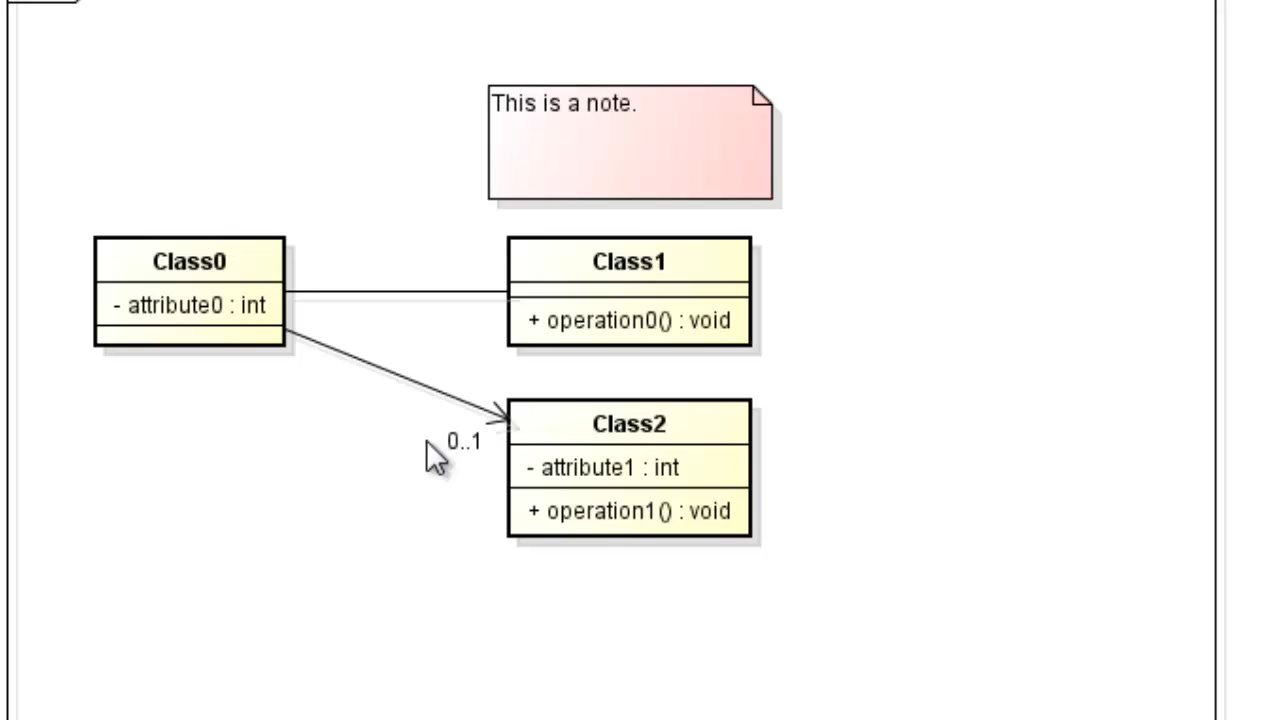 This is a note.
Class0
- attribute0 : int
Class1
+ operation0() : void
0..1
Class2
- attribute1 : int
+ operation1() : void